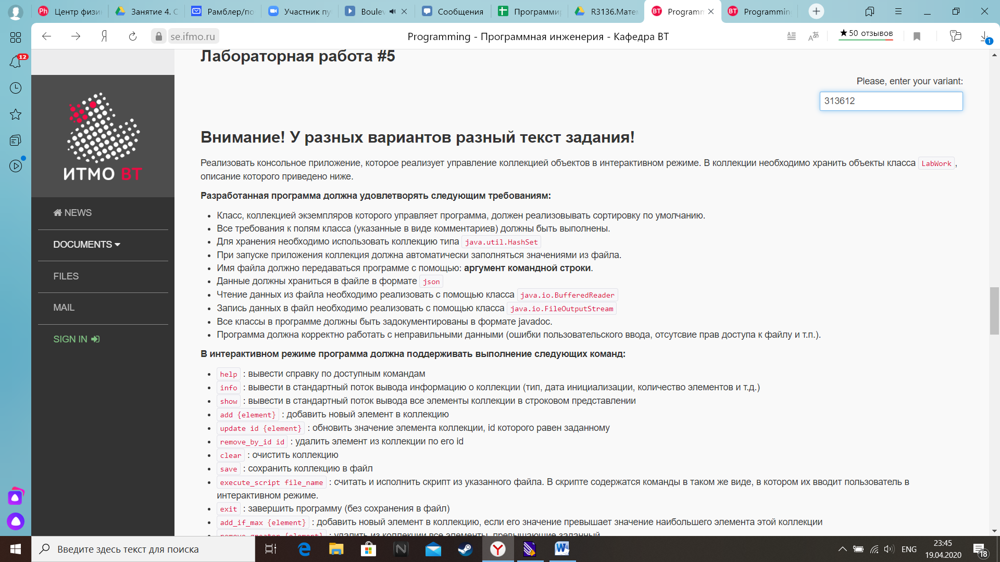 Центр физи
Занятие 4. С
Рамблер/по
Участник пу
Boulev
Сообщения
Программир
R3136.Мате
Programm
Programmin
se.ifmo.ru
Programming - Программная инженерия - Кафедра ВТ
★50 отзывов
1
12
Лабораторная работа #5
Please, enter your variant:
313612
ИТМО ВТ
NEWS
DOCUMENTS
FILES
MAIL
SIGN IN
Внимание! У разных вариантов разный текст задания!
Реализовать консольное приложение, которое реализует управление коллекцией объектов в интерактивном режиме. В коллекции необходимо хранить объекты класса LabWork,
описание которого приведено ниже.
Разработанная программа должна удовлетворять следующим требованиям:
• Класс, коллекцией экземпляров которого управляет программа, должен реализовывать сортировку по умолчанию.
• Все требования к полям класса (указанные в виде комментариев) должны быть выполнены.
• Для хранения необходимо использовать коллекцию типа java.util.HashSet
• При запуске приложения коллекция должна автоматически заполняться значениями из файла.
• Имя файла должно передаваться программе с помощью: аргумент командной строки.
• Данные должны храниться в файле в формате json
• Чтение данных из файла необходимо реализовать с помощью класса java.io.BufferedReader
• Запись данных в файл необходимо реализовать с помощью класса java.io.FileOutputStream
• Все классы в программе должны быть задокументированы в формате javadoc.
• Программа должна корректно работать с неправильными данными (ошибки пользовательского ввода, отсутсвие прав доступа к файлу и т.п.).
В интерактивном режиме программа должна поддерживать выполнение следующих команд:
• help : вывести справку по доступным командам
• info : вывести в стандартный поток вывода информацию о коллекции (тип, дата инициализации, количество элементов и т.д.)
• show : вывести в стандартный поток вывода все элементы коллекции в строковом представлении
• add {element} : добавить новый элемент в коллекцию
• update id {element} : обновить значение элемента коллекции, id которого равен заданному
• remove_by_id id : удалить элемент из коллекции по его id
• clear : очистить коллекцию
• save : сохранить коллекцию в файл
• execute_script file_name : считать и исполнить скрипт из указанного файла. В скрипте содержатся команды в таком же виде, в котором их вводит пользователь в
интерактивном режиме.
• exit : завершить программу (без сохранения в файл)
• add_if_max {element} : добавить новый элемент в коллекцию, если его значение превышает значение наибольшего элемента этой коллекции
• remove_greater {element} : удалить из коллекции все элементы, превышающие заданный
Введите здесь текст для поиска
ENG
23:45
19.04.2020
18